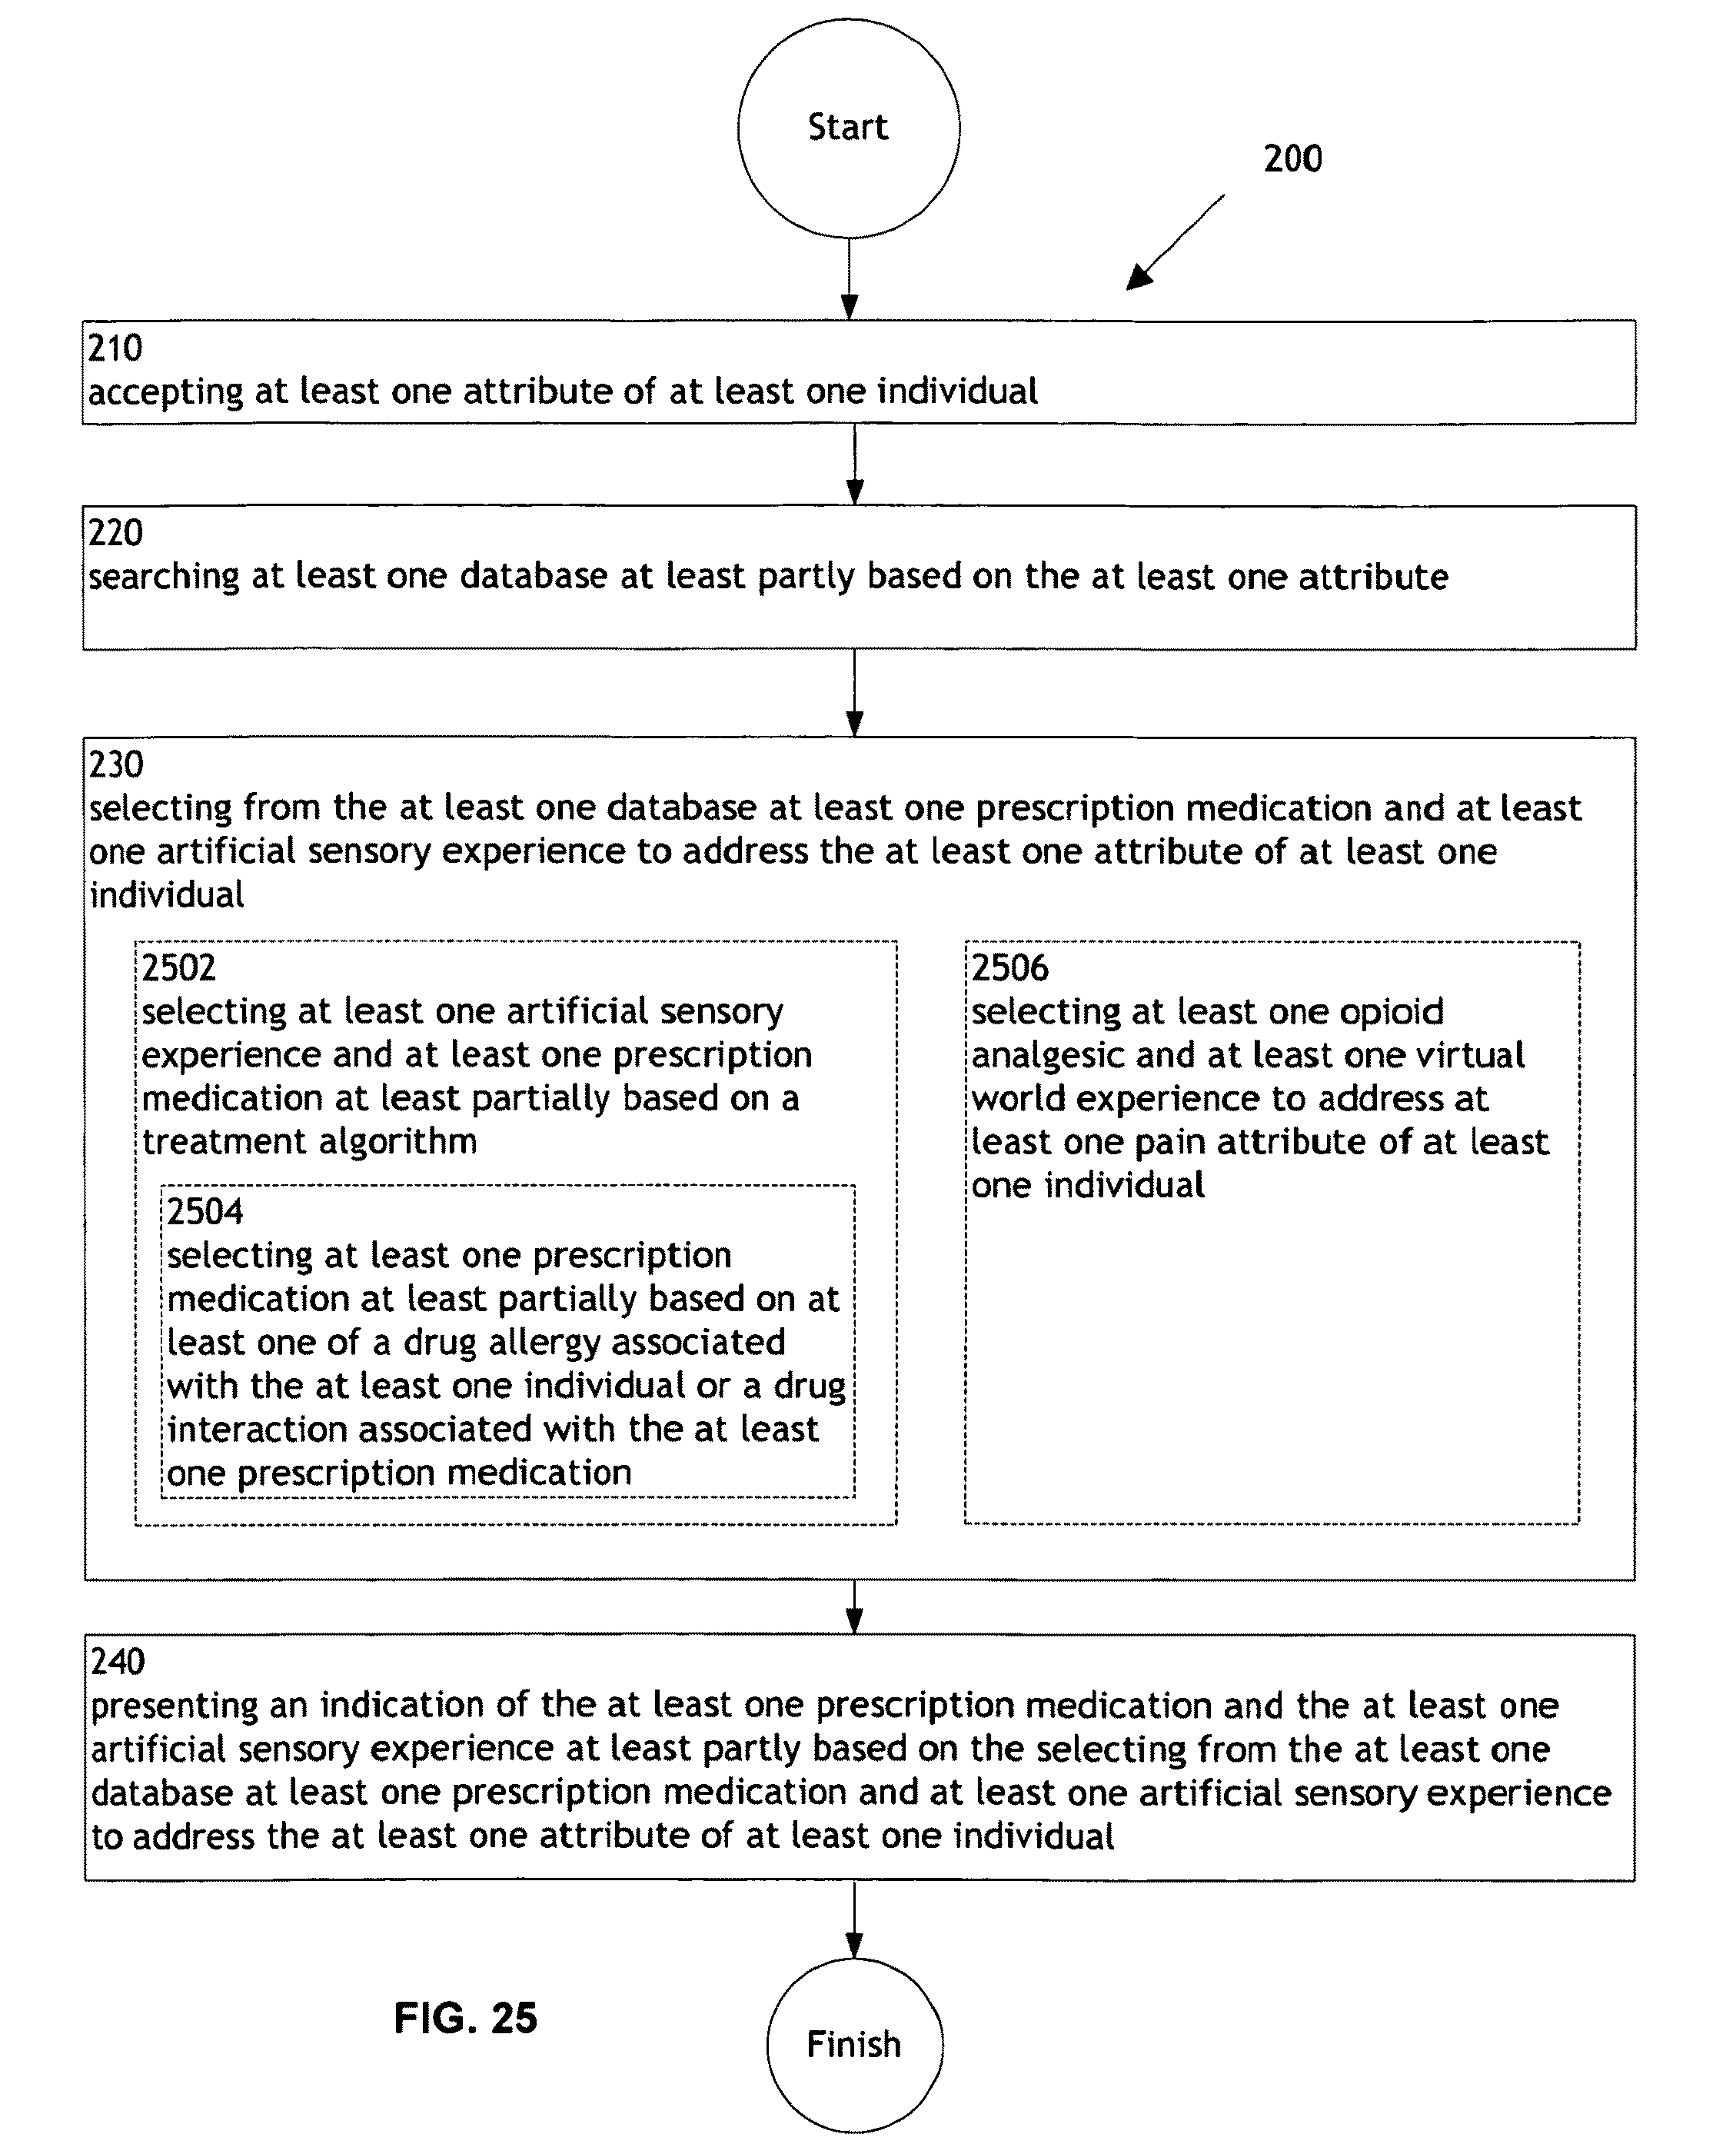 Start
200
210
accepting at least one attribute of at least one individual
220
searching at least one database at least partly based on the at least one attribute
230
selecting from the at least one database at least one prescription medication and at least
one artificial sensory experience to address the at least one attribute of at least one
individual
2502
selecting at least one artificial sensory
experience and at least one prescription
medication at least partially based on a
treatment algorithm
2504
selecting at least one prescription
medication at least partially based on at
least one of a drug allergy associated
with the at least one individual or a drug
interaction associated with the at least
one prescription medication
2506
selecting at least one opioid
analgesic and at least one virtual
world experience to address at
least one pain attribute of at least
one individual
240
presenting an indication of the at least one prescription medication and the at least one
artificial sensory experience at least partly based on the selecting from the at least one
database at least one prescription medication and at least one artificial sensory experience
to address the at least one attribute of at least one individual
FIG. 25
Finish